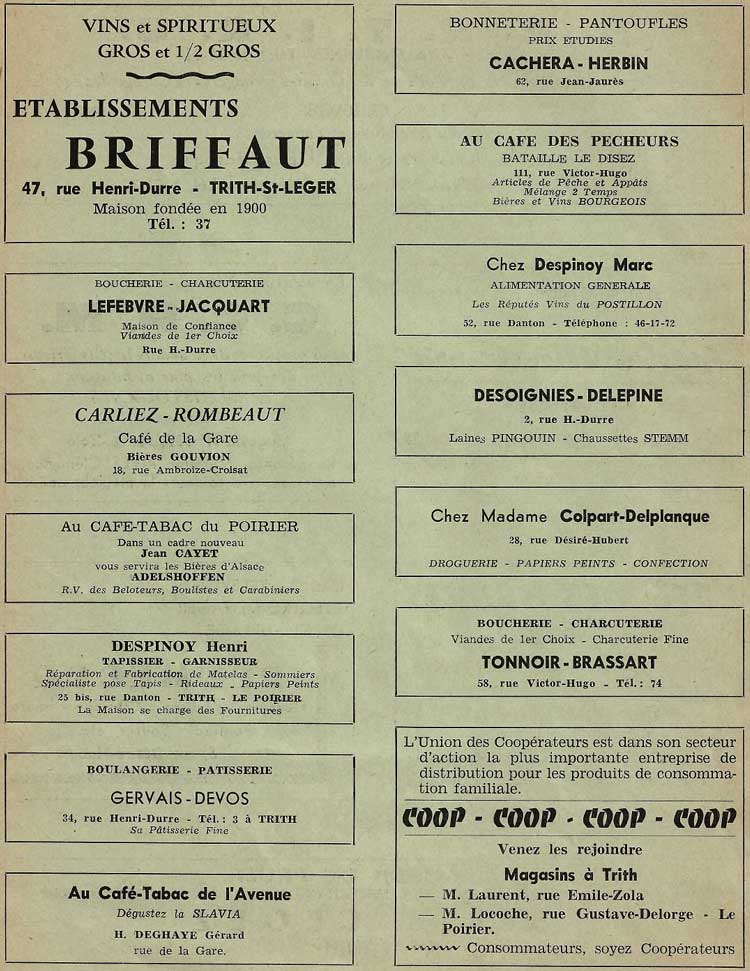 VINS et SPIRITUEUX
GROS et 1/2 GROS
ETABLISSEMENTS
BRIFFAUT
47, rue Henri-Durre - TRITH-St-LEGER
Maison fondée en 1900
Tél. : 37
BOUCHERIE - CHARCUTERIE
LEFEBVRE-JACQUART
Maison de Confiance
Viandes de 1er Choix
Rue H.-Durre
CARLIEZ-ROMBEAUT
Café de la Gare
Bières GOUVION
18, rue Ambroize-Croisat
Au CAFE-TABAC du POIRIER
Dans un cadre nouveau
Jean CAYET
vous servira les Bières d'Alsace
ADELSHOFFEN
R.V. des Beloteurs, Boulistes et Carabiniers
DESPINOY Henri
TAPISSIER - GARNISSEUR
Réparation et Fabrication de Matelas - Sommiers
Spécialiste pose Tapis - Rideaux - Papiers Peints
25 bis, rue Danton - TRITH - LE POIRIER
La Maison se charge des Fournitures
BOULANGERIE - PATISSERIE
GERVAIS-DEVOS
34, rue Henri-Durre - Tél. : 3 à TRITH
Sa Pâtisserie Fine
Au Café-Tabac de l'Avenue
Dégustez la SLAVIA
H. DEGHAYE Gérard
rue de la Gare.
BONNETERIE - PANTOUFLES
PRIX ETUDIES
CACHERA-HERBIN
62, rue Jean-Jaurès
AU CAFE DES PECHEURS
BATAILLE LE DISEZ
111, rue Victor-Hugo
Articles de Pêche et Appâts
Mélange 2 Temps
Bières et Vins BOURGEOIS
Chez Despinoy Marc
ALIMENTATION GENERALE
Les Réputés Vins du POSTILLON
52, rue Danton - Téléphone : 46-17-72
DESOIGNIES-DELEPINE
2, rue H.-Durre
Laines PINGOUIN - Chaussettes STEMM
Chez Madame Colpart-Delplanque
28, rue Désiré-Hubert
DROGUERIE - PAPIERS PEINTS - CONFECTION
BOUCHERIE - CHARCUTERIE
Viandes de 1er Choix - Charcuterie Fine
TONNOIR-BRASSART
58, rue Victor-Hugo - Tél. : 74
L'Union des Coopérateurs est dans son secteur
d'action la plus importante entreprise de
distribution pour les produits de consomma-
tion familiale.
COOP - COOP - COOP - COOP
Venez les rejoindre
Magasins à Trith
— M. Laurent, rue Emile-Zola
— M. Locoche, rue Gustave-Delorge - Le
Poirier.
Consommateurs, soyez Coopérateurs